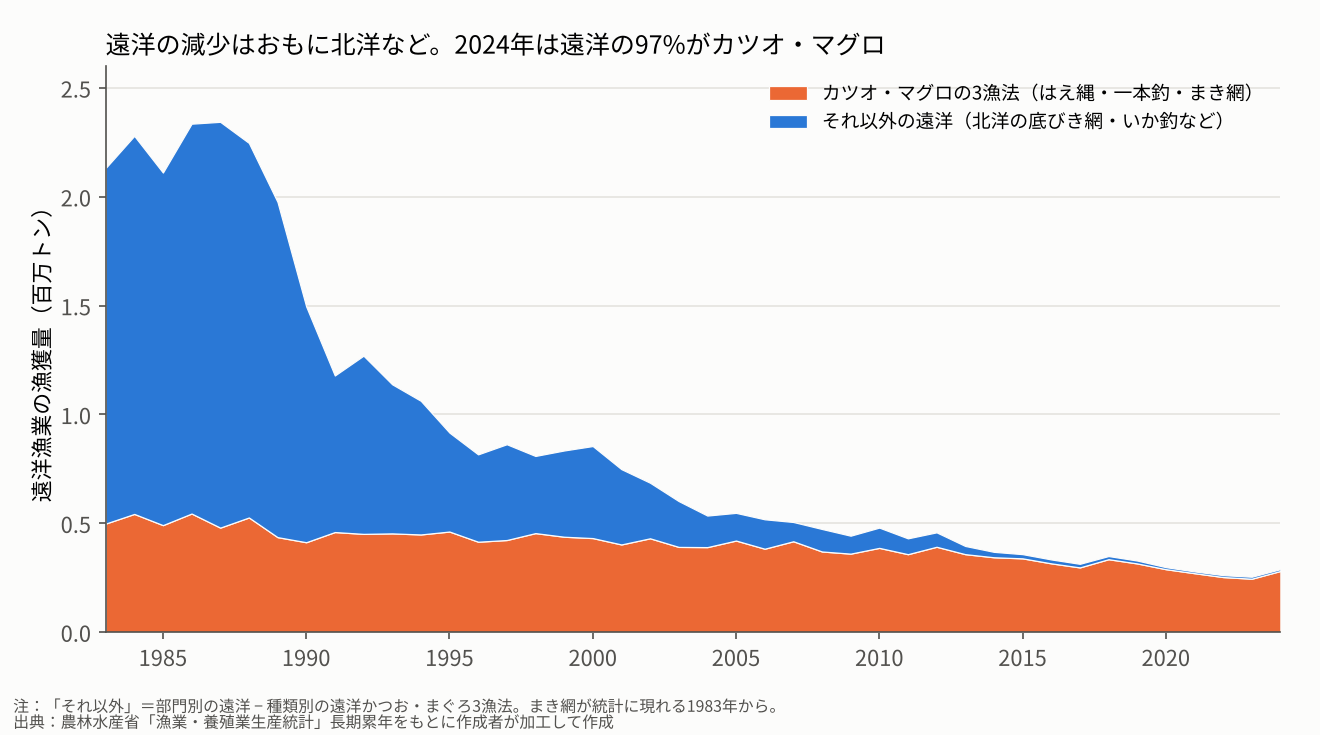 遠洋の減少はおもに北洋など。2024年は遠洋の97%がカツオ・マグロ
カツオ・マグロの3漁法（はえ縄・一本釣・まき網）
それ以外の遠洋（北洋の底びき網・いか釣など）
遠洋漁業の漁獲量（百万トン）
2.5
2.0
1.5
1.0
0.5
0.0
1985 1990 1995 2000 2005 2010 2015 2020
注：「それ以外」＝部門別の遠洋－種類別の遠洋かつお・まぐろ3漁法。まき網が統計に現れる1983年から。
出典：農林水産省「漁業・養殖業生産統計」長期累年をもとに作成者が加工して作成